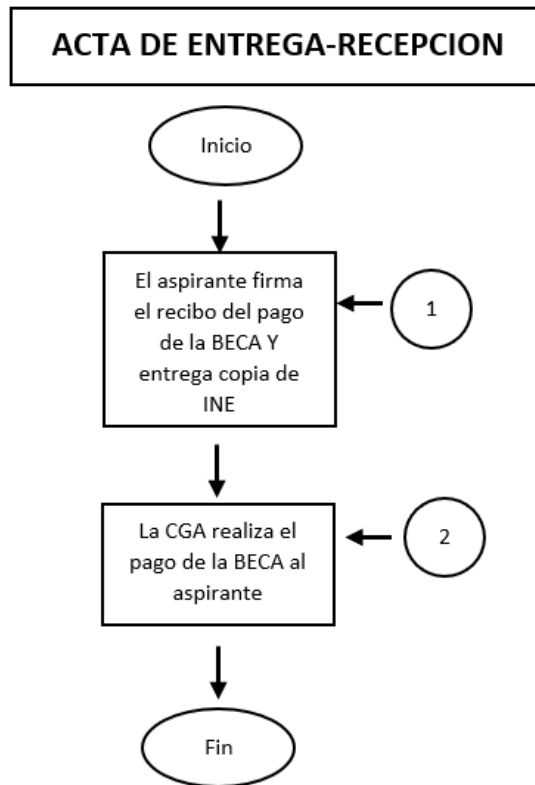 ACTA DE ENTREGA-RECEPCION
Inicio
El aspirante firma
el recibo del pago
de la BECA Y
entrega copia de
INE
1
La CGA realiza el
pago de la BECA al
aspirante
2
Fin